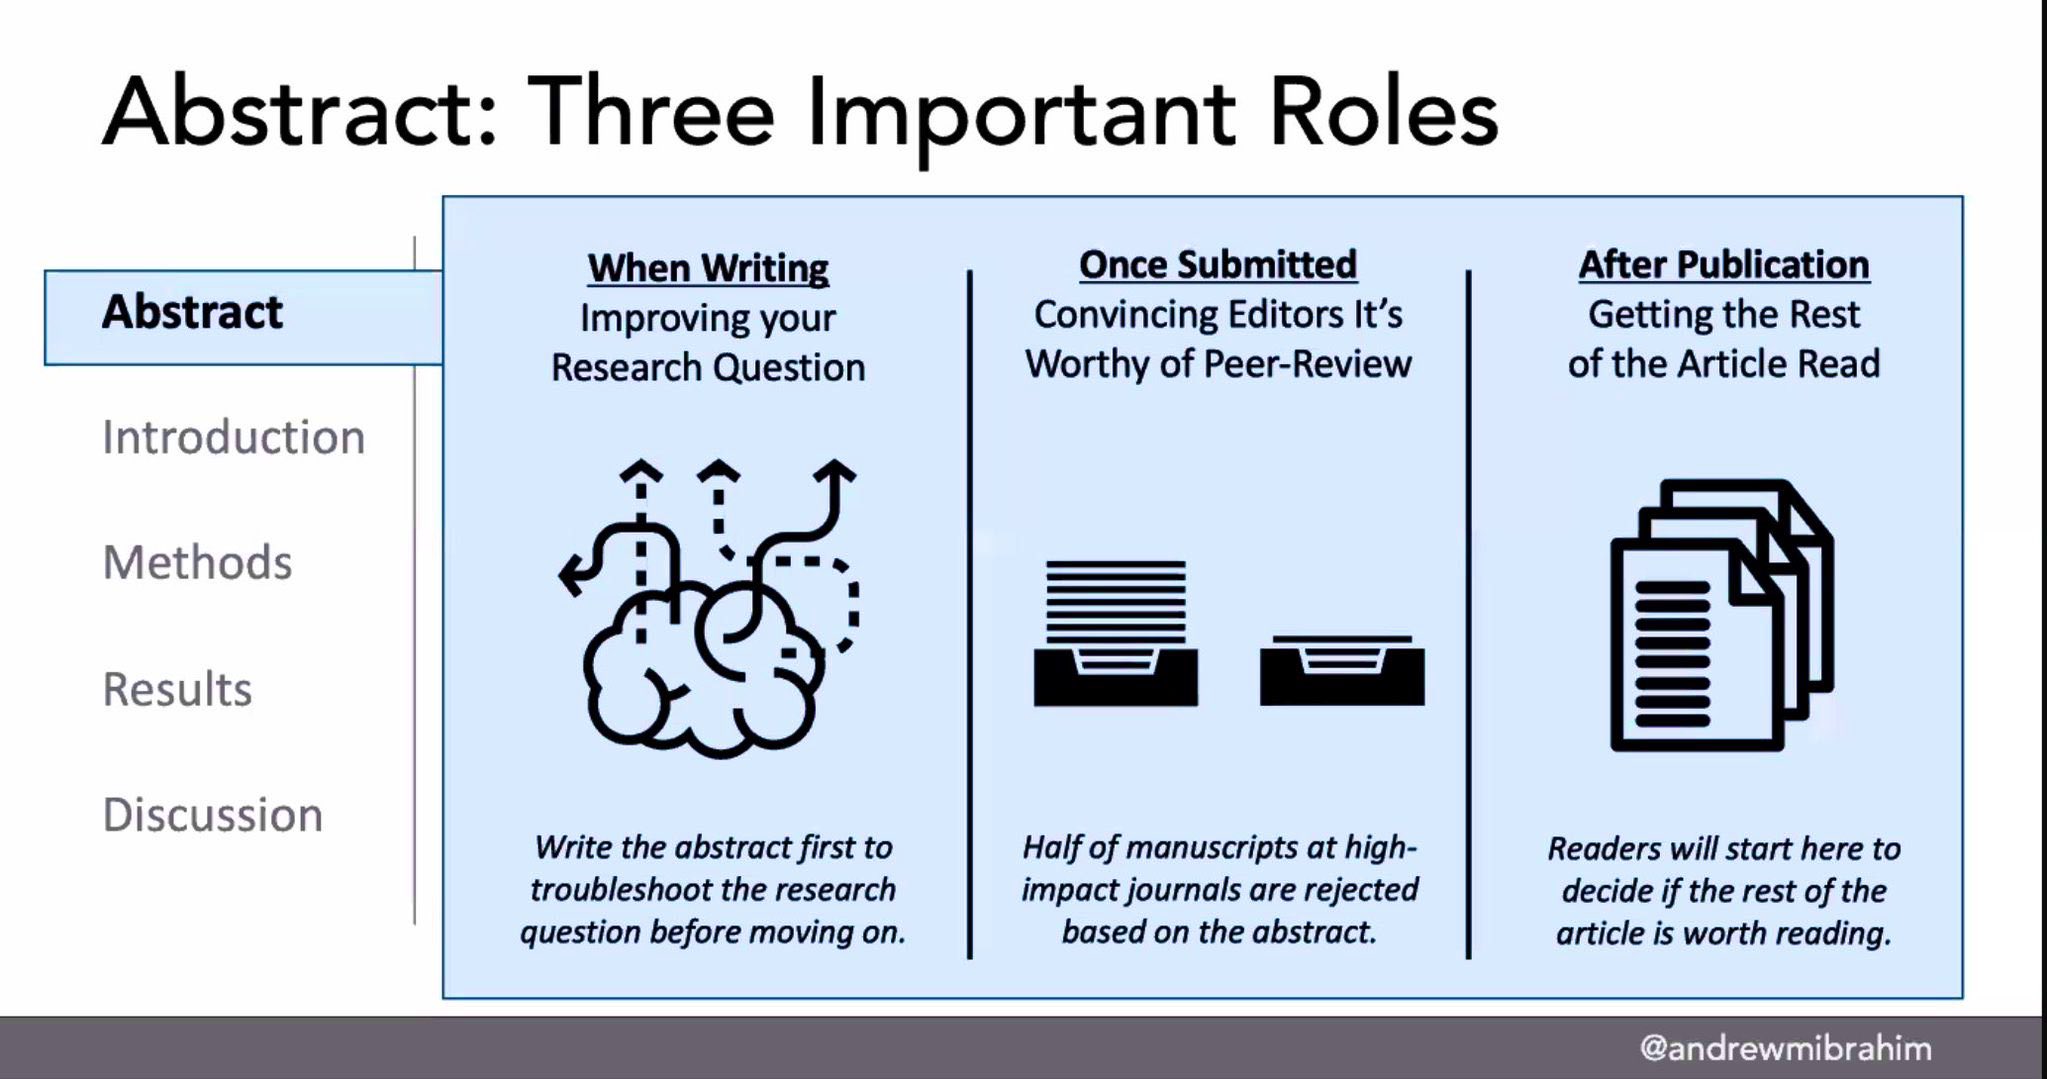 Abstract: Three Important Roles
Abstract
Introduction
Methods
Results
Discussion
When Writing
Improving your
Research Question
Write the abstract first to
troubleshoot the research
question before moving on.
Once Submitted
Convincing Editors It’s
Worthy of Peer-Review
Half of manuscripts at high-
impact journals are rejected
based on the abstract.
After Publication
Getting the Rest
of the Article Read
Readers will start here to
decide if the rest of the
article is worth reading.
@andrewmibrahim